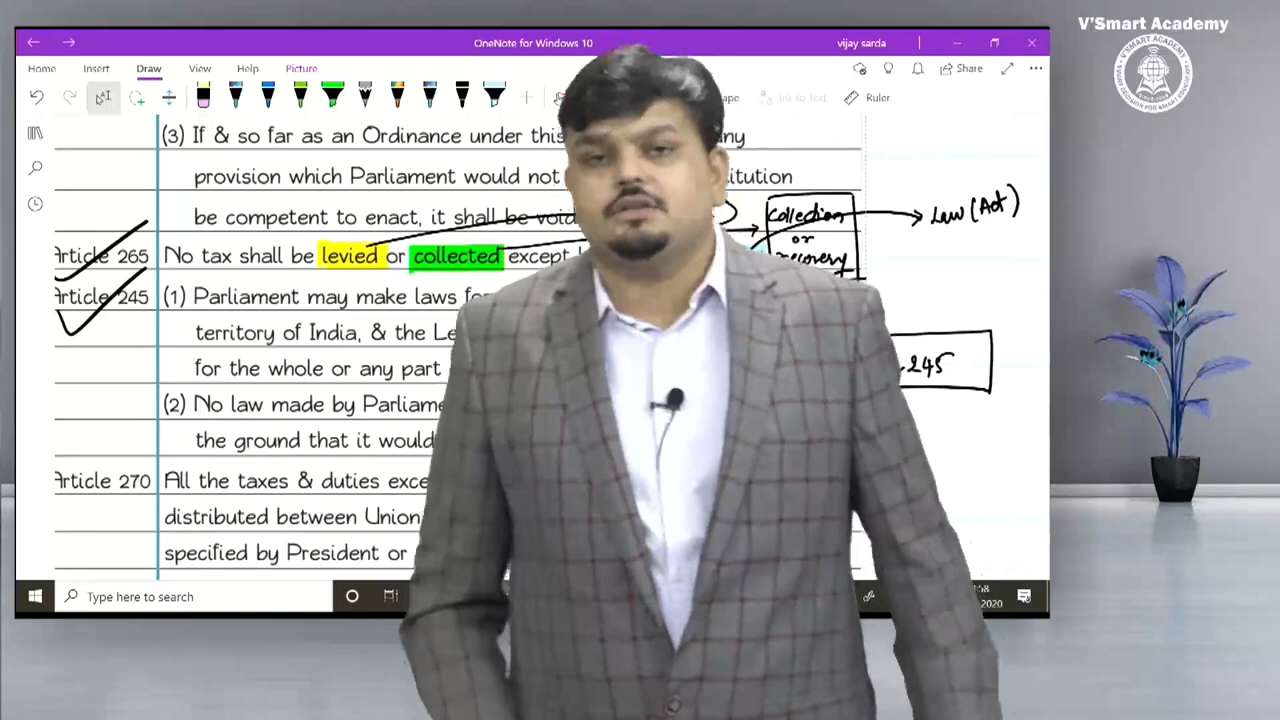 V'Smart Academy
OneNote for Windows 10
vijay sarda
Home Insert Draw View Help Picture
Share
Ink to Text
Ruler
(3) If & so far as an Ordinance under this any
provision which Parliament would not
be competent to enact, it shall be void
collection
or
Law (Act)
Article 265 No tax shall be levied or collected except
Article 245 (1) Parliament may make laws
territory of India, & the
for the whole or any part
245
(2) No law made by
the ground that it would
Article 270 All the taxes & duties
distributed between Union
specified by President or
Type here to search
2020